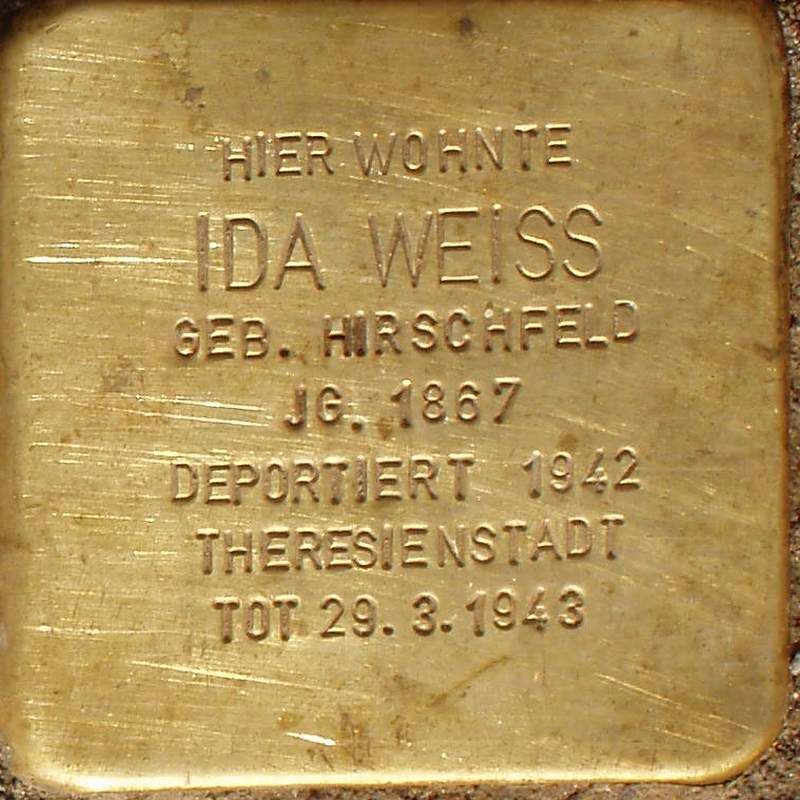 HIER WOHNTE
IDA WEISS
GEB. HIRSCHFELD
JG. 1867
DEPORTIERT 1942
THERESIENSTADT
TOT 29.3.1943